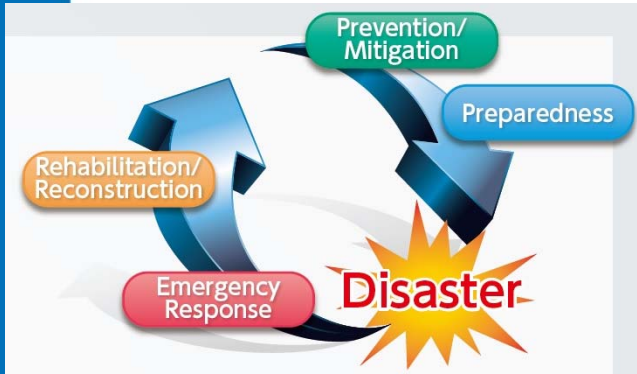 Prevention/
Mitigation
Preparedness
Disaster
Emergency
Response
Rehabilitation/
Reconstruction